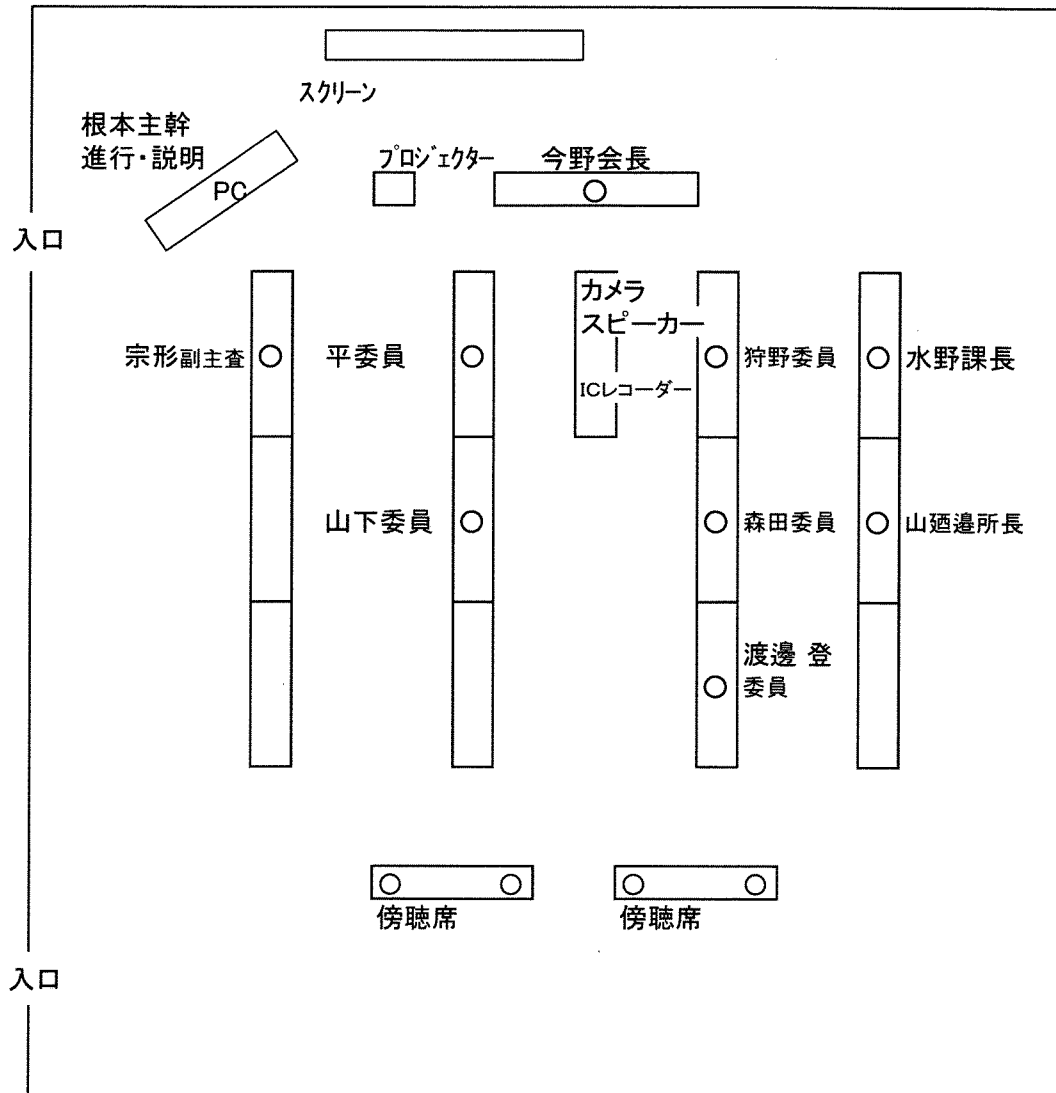 スクリーン
根本主幹
進行・説明
PC
プロジェクター
今野会長
入口
カメラ
スピーカー
ICレコーダー
宗形副主査
平委員
狩野委員
水野課長
山下委員
森田委員
山廼邉所長
渡邊 登
委員
傍聴席
傍聴席
入口